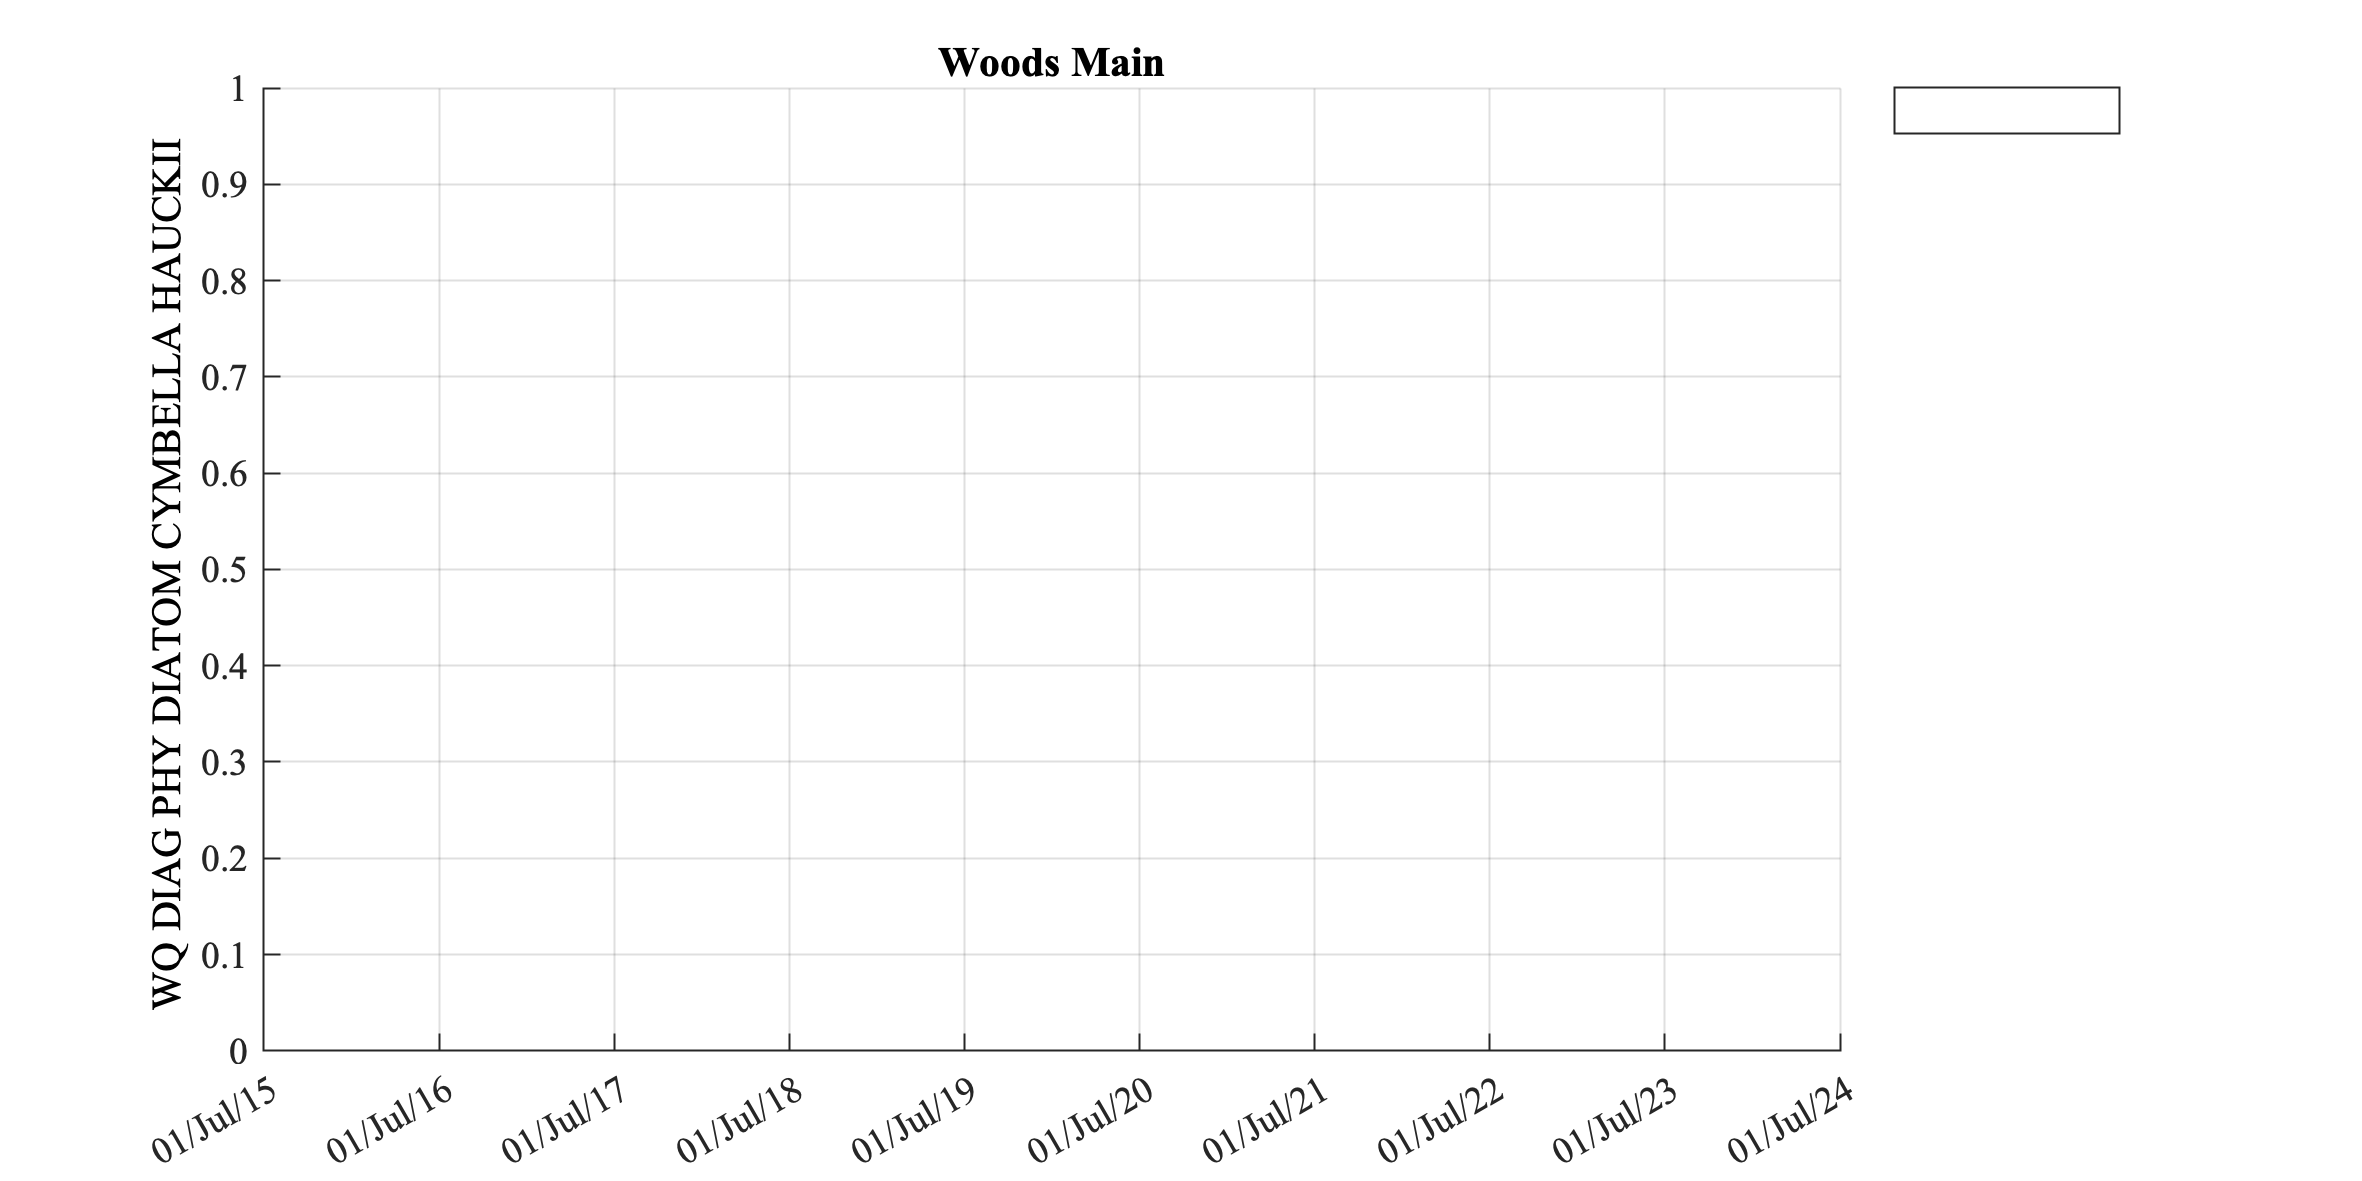 Woods Main
WQ DIAG PHY DIATOM CYMBELLA HAUCKII
1
0.9
0.8
0.7
0.6
0.5
0.4
0.3
0.2
0.1
0
01/Jul/15
01/Jul/16
01/Jul/17
01/Jul/18
01/Jul/19
01/Jul/20
01/Jul/21
01/Jul/22
01/Jul/23
01/Jul/24